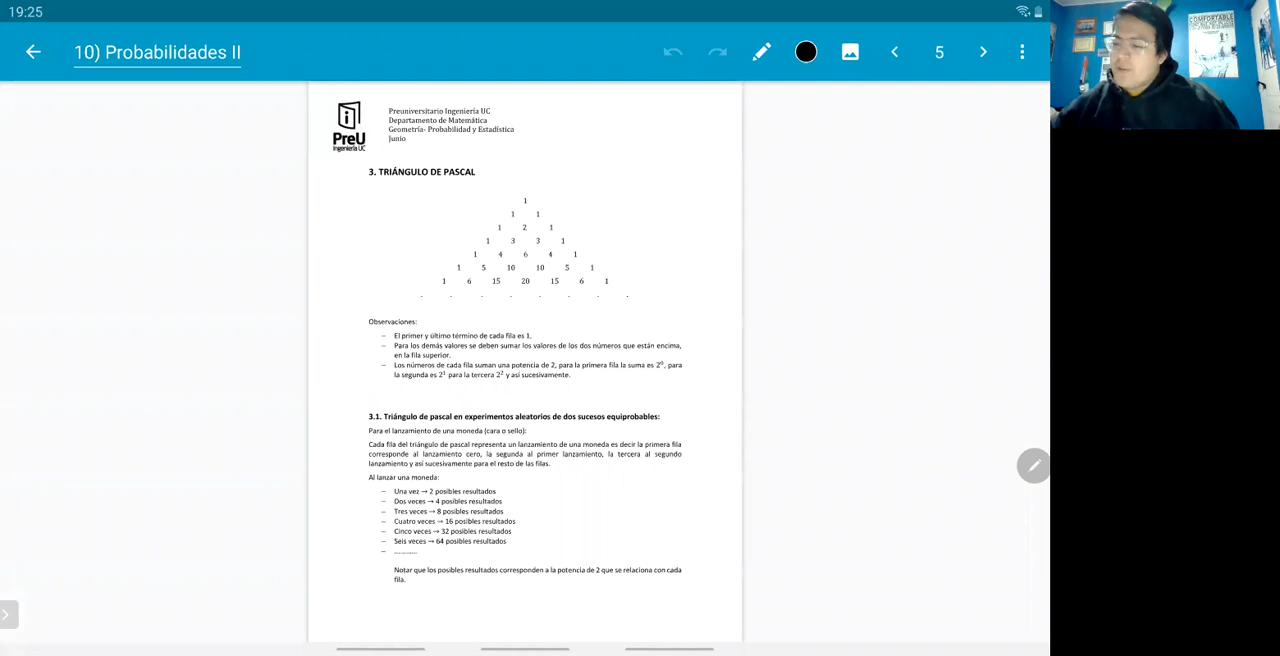 19:25
10) Probabilidades II
5
COMFORTABLE
PreU
Ingeniería UC
Preuniversitario Ingeniería UC
Departamento de Matemática
Geometría- Probabilidad y Estadística
Junio
3. TRIÁNGULO DE PASCAL
1
1 1
1 2 1
1 3 3 1
1 4 6 4 1
1 5 10 10 5 1
1 6 15 20 15 6 1
. . . . . . . .
Observaciones:
− El primer y último término de cada fila es 1.
− Para los demás valores se deben sumar los valores de los dos números que están encima,
en la fila superior.
− Los números de cada fila suman una potencia de 2, para la primera fila la suma es 2⁰, para
la segunda es 2¹ para la tercera 2² y así sucesivamente.
3.1. Triángulo de pascal en experimentos aleatorios de dos sucesos equiprobables:
Para el lanzamiento de una moneda (cara o sello):
Cada fila del triángulo de pascal representa un lanzamiento de una moneda es decir la primera fila
corresponde al lanzamiento cero, la segunda al primer lanzamiento, la tercera al segundo
lanzamiento y así sucesivamente para el resto de las filas.
Al lanzar una moneda:
− Una vez → 2 posibles resultados
− Dos veces → 4 posibles resultados
− Tres veces → 8 posibles resultados
− Cuatro veces → 16 posibles resultados
− Cinco veces → 32 posibles resultados
− Seis veces → 64 posibles resultados
− ............
Notar que los posibles resultados corresponden a la potencia de 2 que se relaciona con cada
fila.